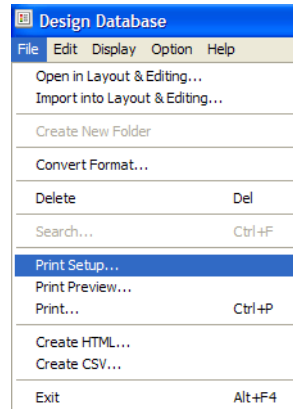 Design Database
File Edit Display Option Help
Open in Layout & Editing...
Import into Layout & Editing...
Create New Folder
Convert Format...
Delete Del
Search... Ctrl+F
Print Setup...
Print Preview...
Print... Ctrl+P
Create HTML...
Create CSV...
Exit Alt+F4